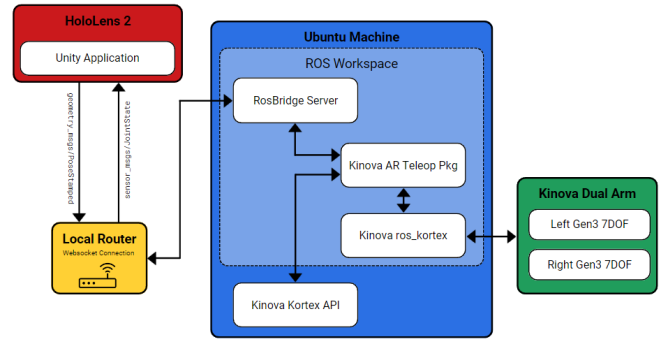 HoloLens 2
Unity Application
geometry_msgs/PoseStamped
sensor_msgs/JointState
Local Router
Websocket Connection
Ubuntu Machine
ROS Workspace
RosBridge Server
Kinova AR Teleop Pkg
Kinova ros_kortex
Kinova Kortex API
Kinova Dual Arm
Left Gen3 7DOF
Right Gen3 7DOF